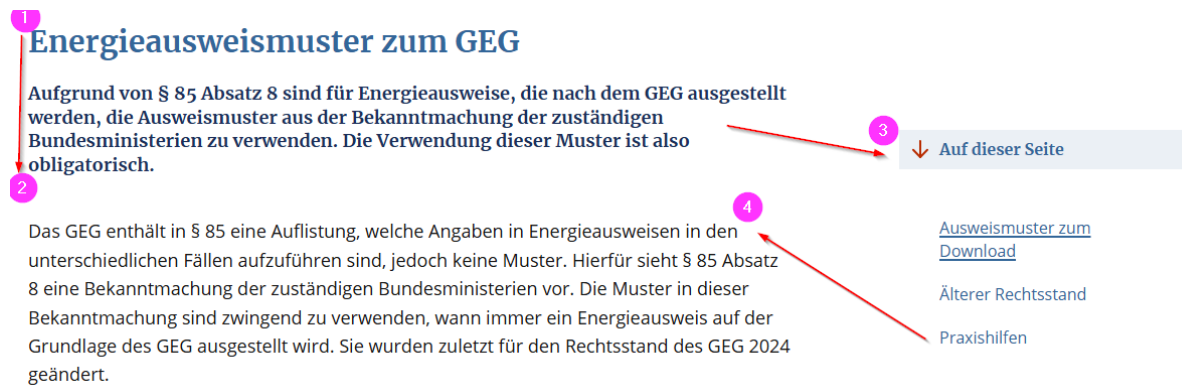 1
Energieausweismuster zum GEG
Aufgrund von § 85 Absatz 8 sind für Energieausweise, die nach dem GEG ausgestellt
werden, die Ausweismuster aus der Bekanntmachung der zuständigen
Bundesministerien zu verwenden. Die Verwendung dieser Muster ist also
obligatorisch.
2
3
Auf dieser Seite
4
Das GEG enthält in § 85 eine Auflistung, welche Angaben in Energieausweisen in den
unterschiedlichen Fällen aufzuführen sind, jedoch keine Muster. Hierfür sieht § 85 Absatz
8 eine Bekanntmachung der zuständigen Bundesministerien vor. Die Muster in dieser
Bekanntmachung sind zwingend zu verwenden, wann immer ein Energieausweis auf der
Grundlage des GEG ausgestellt wird. Sie wurden zuletzt für den Rechtsstand des GEG 2024
geändert.
Ausweismuster zum
Download
Älterer Rechtsstand
Praxishilfen